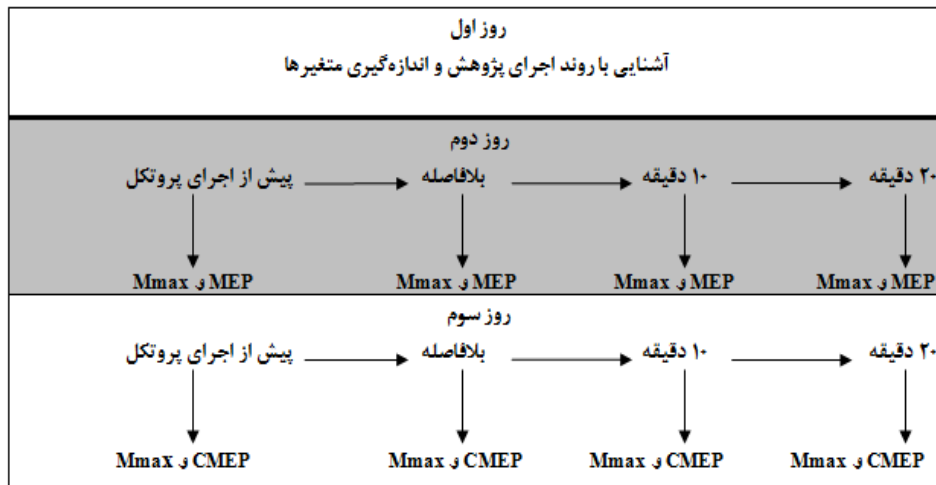 روز اول
آشنایی با روند اجرای پژوهش و اندازه‌گیری متغیرها
روز دوم
پیش از اجرای پروتکل بلافاصله ۱۰ دقیقه ۲۰ دقیقه
MEP و Mmax MEP و Mmax MEP و Mmax MEP و Mmax
روز سوم
پیش از اجرای پروتکل بلافاصله ۱۰ دقیقه ۲۰ دقیقه
CMEP و Mmax CMEP و Mmax CMEP و Mmax CMEP و Mmax